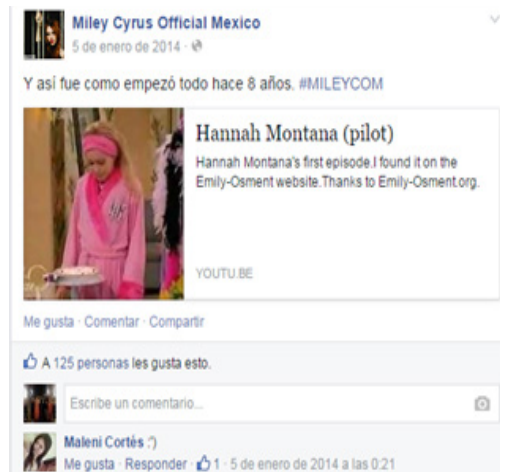 Miley Cyrus Official Mexico
5 de enero de 2014 ·
Y así fue como empezó todo hace 8 años. #MILEYCOM
Hannah Montana (pilot)
Hannah Montana's first episode.I found it on the
Emily-Osment website.Thanks to Emily-Osment.org.
YOUTU.BE
Me gusta · Comentar · Compartir
A 125 personas les gusta esto.
Escribe un comentario...
Maleni Cortés :')
Me gusta · Responder · 1 · 5 de enero de 2014 a las 0:21